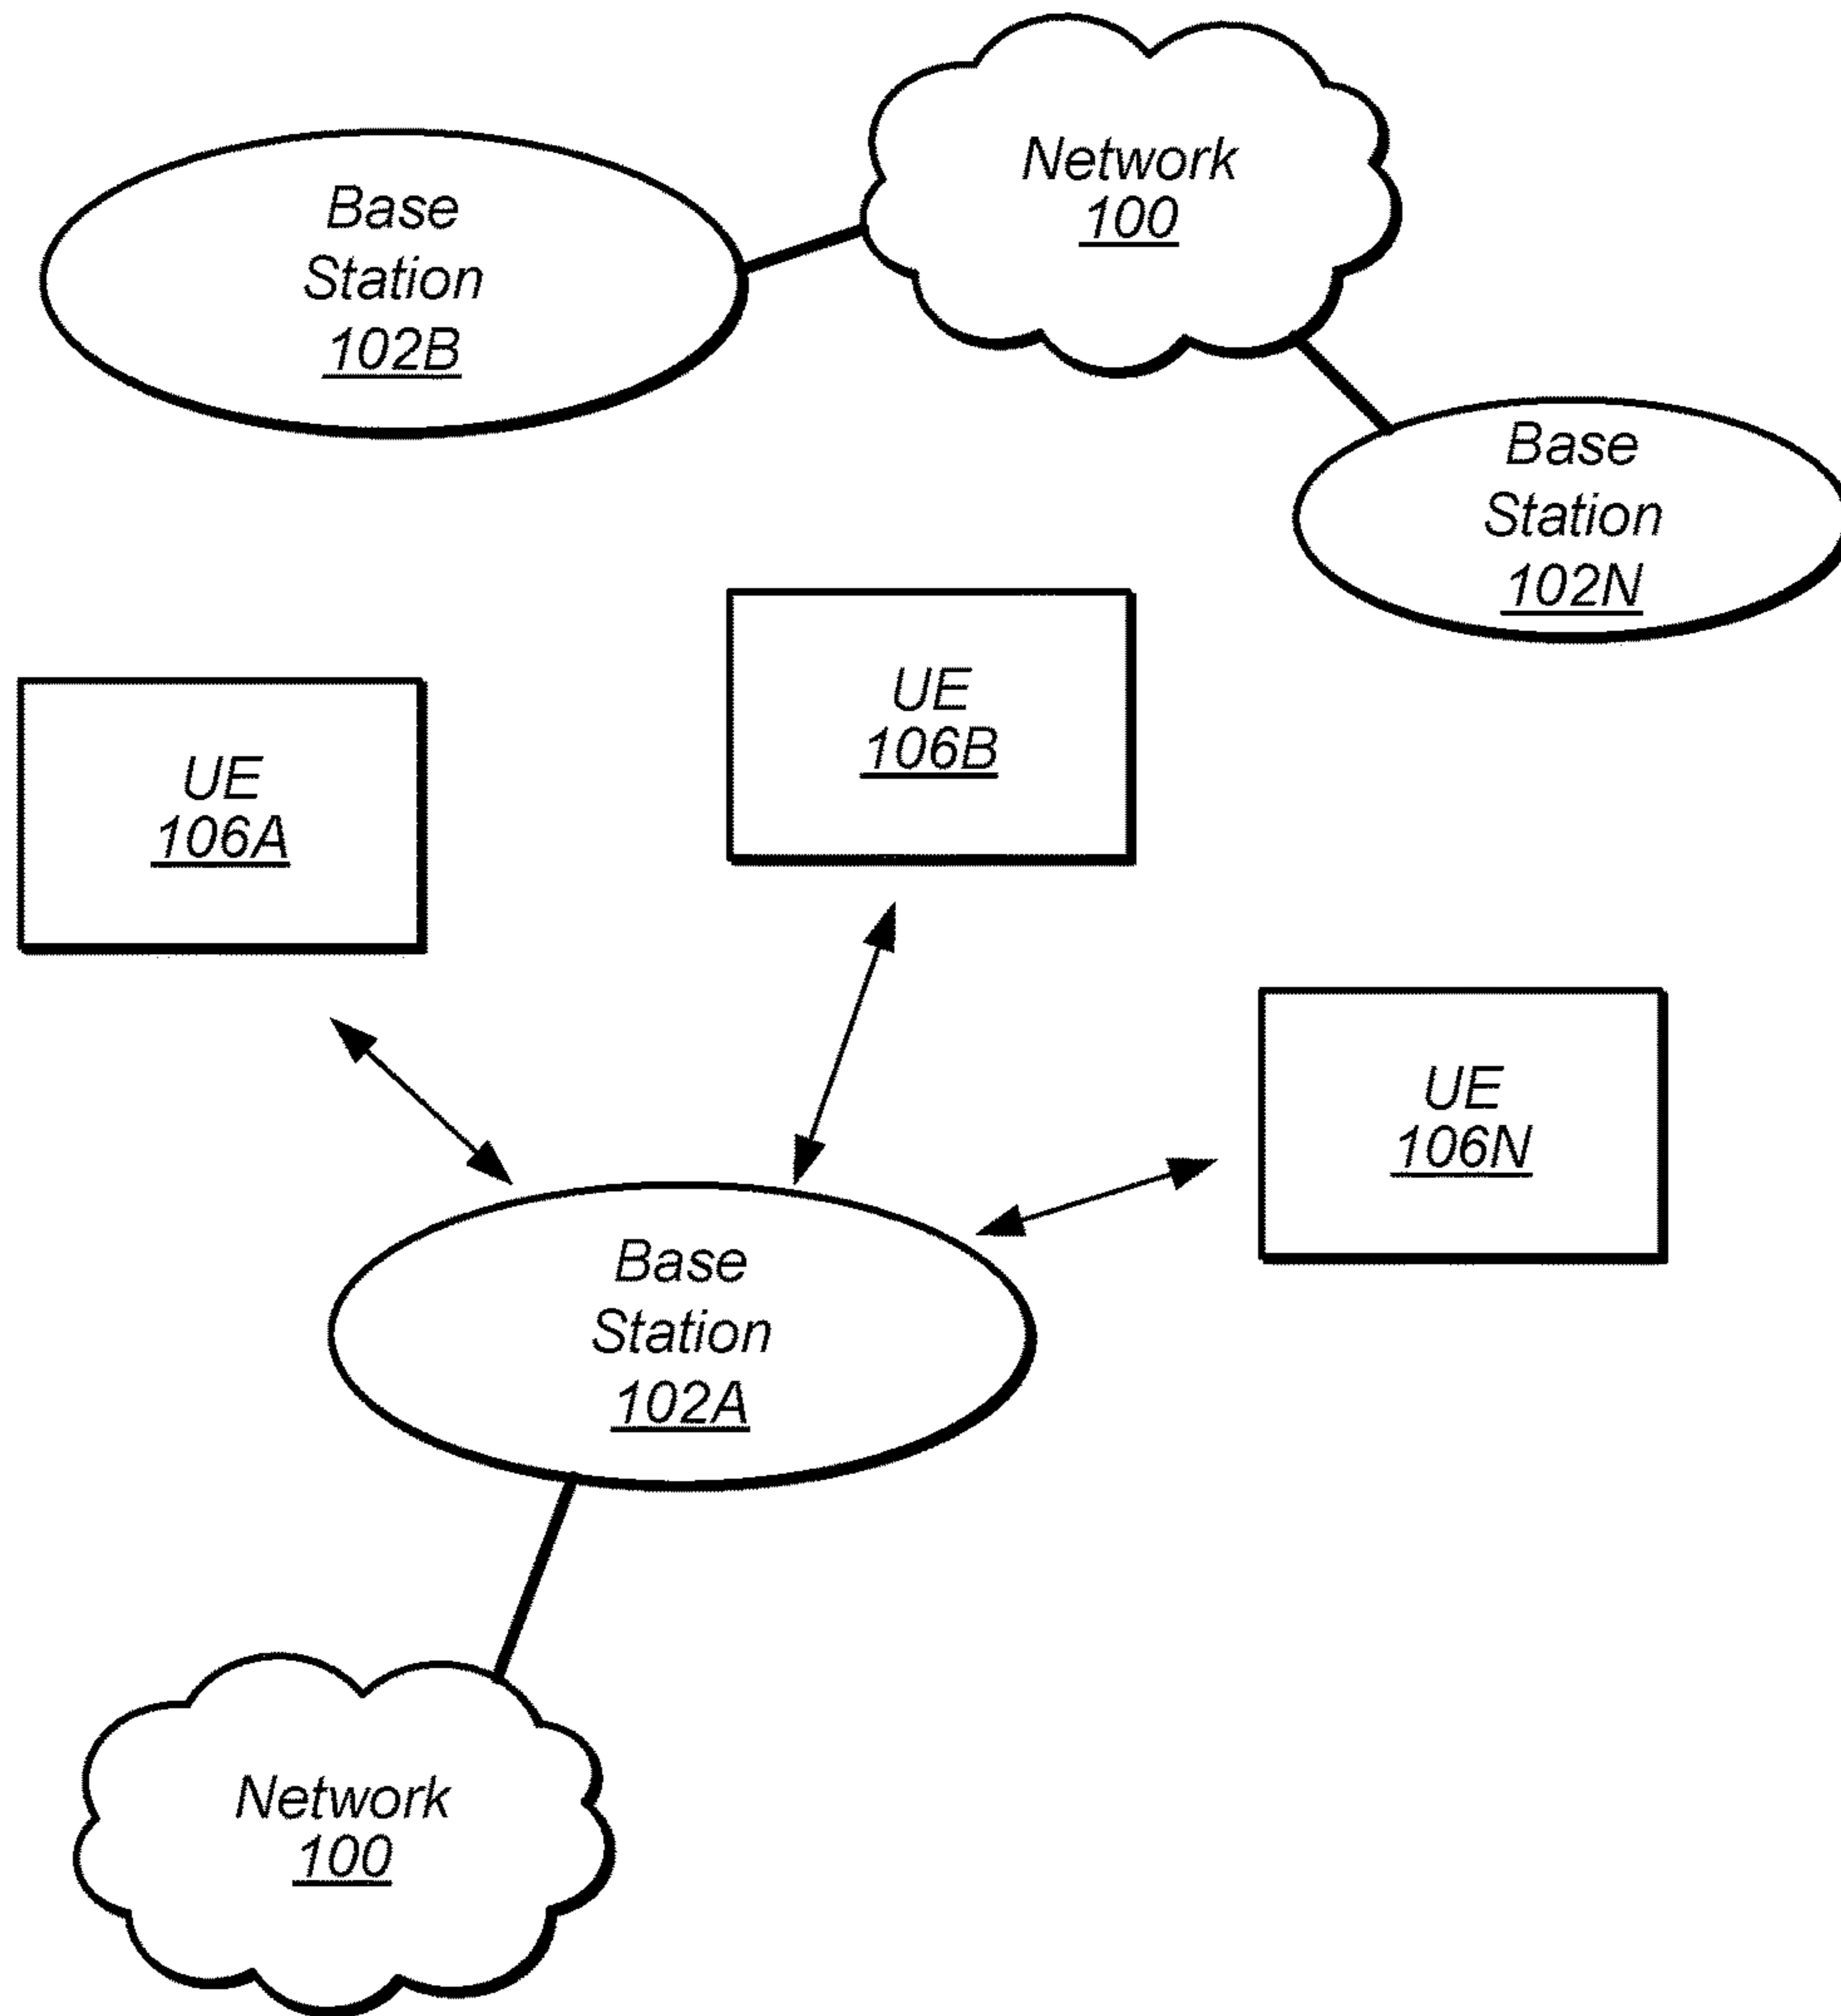 Network
100
Base
Station
102B
Base
Station
102N
UE
106B
UE
106A
UE
106N
Base
Station
102A
Network
100